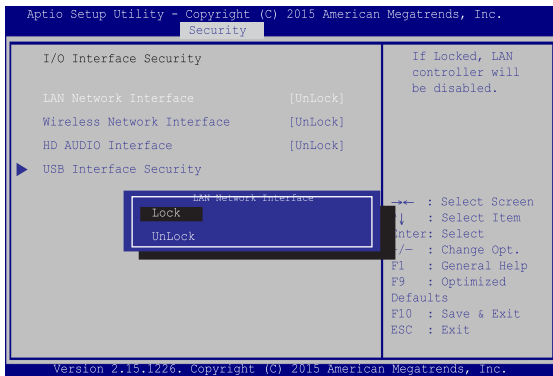 Aptio Setup Utility - Copyright (C) 2015 American Megatrends, Inc.
Security
I/O Interface Security
LAN Network Interface [UnLock]
Wireless Network Interface [UnLock]
HD AUDIO Interface [UnLock]
USB Interface Security
If Locked, LAN
controller will
be disabled.
LAN Network Interface
Lock
UnLock
→← : Select Screen
↓ : Select Item
Enter: Select
+/- : Change Opt.
F1 : General Help
F9 : Optimized
Defaults
F10 : Save & Exit
ESC : Exit
Version 2.15.1226. Copyright (C) 2015 American Megatrends, Inc.